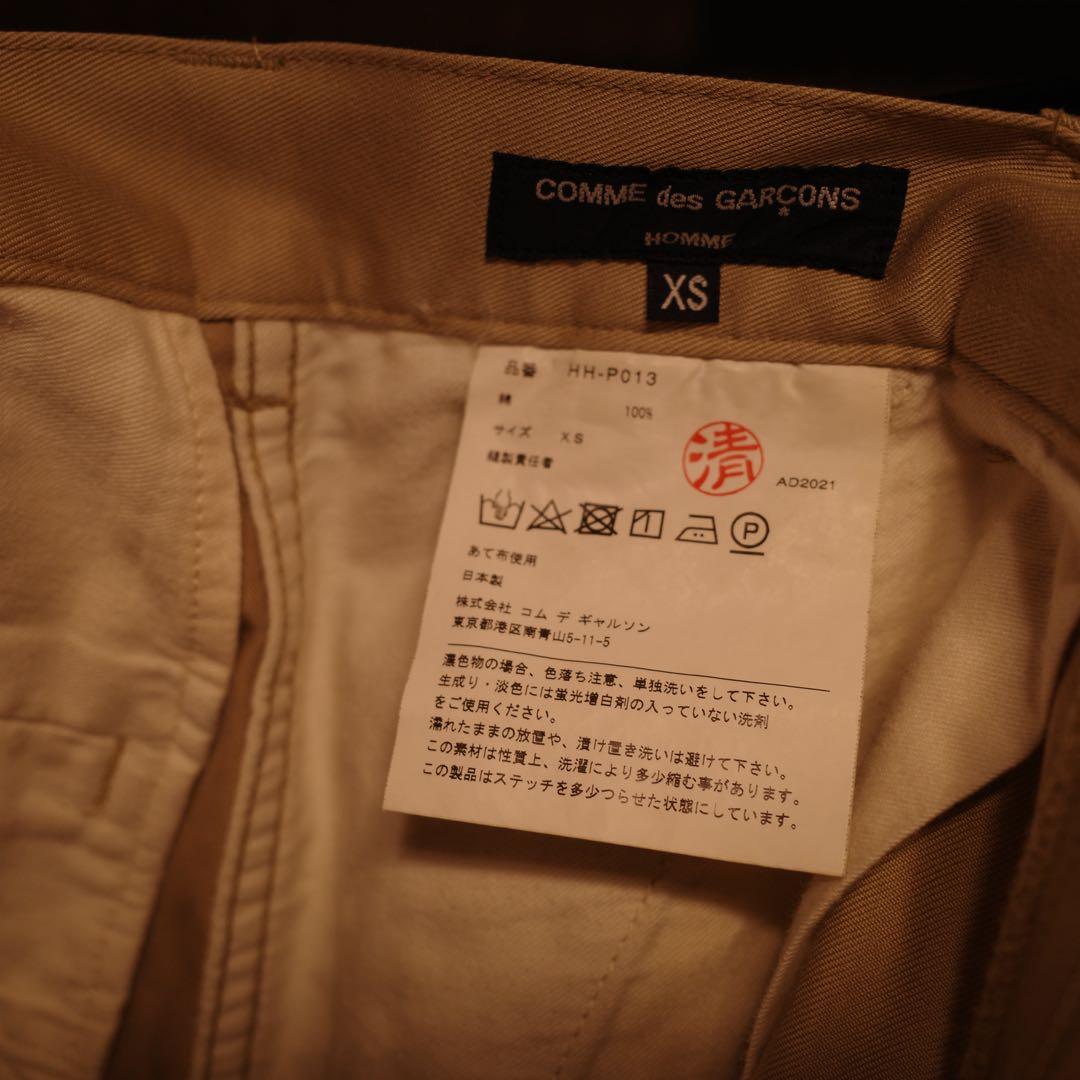 COMME des GARÇONS
*
HOMME
XS
品番 HH-P013
綿 100%
サイズ XS
縫製責任者 清 AD2021
P
あて布使用
日本製
株式会社 コム デ ギャルソン
東京都港区南青山5-11-5
濃色物の場合、色落ち注意、単独洗いをして下さい。
生成り・淡色には蛍光増白剤の入っていない洗剤
をご使用ください。
濡れたままの放置や、漬け置き洗いは避けて下さい。
この素材は性質上、洗濯により多少縮む事があります。
この製品はステッチを多少つらせた状態にしています。